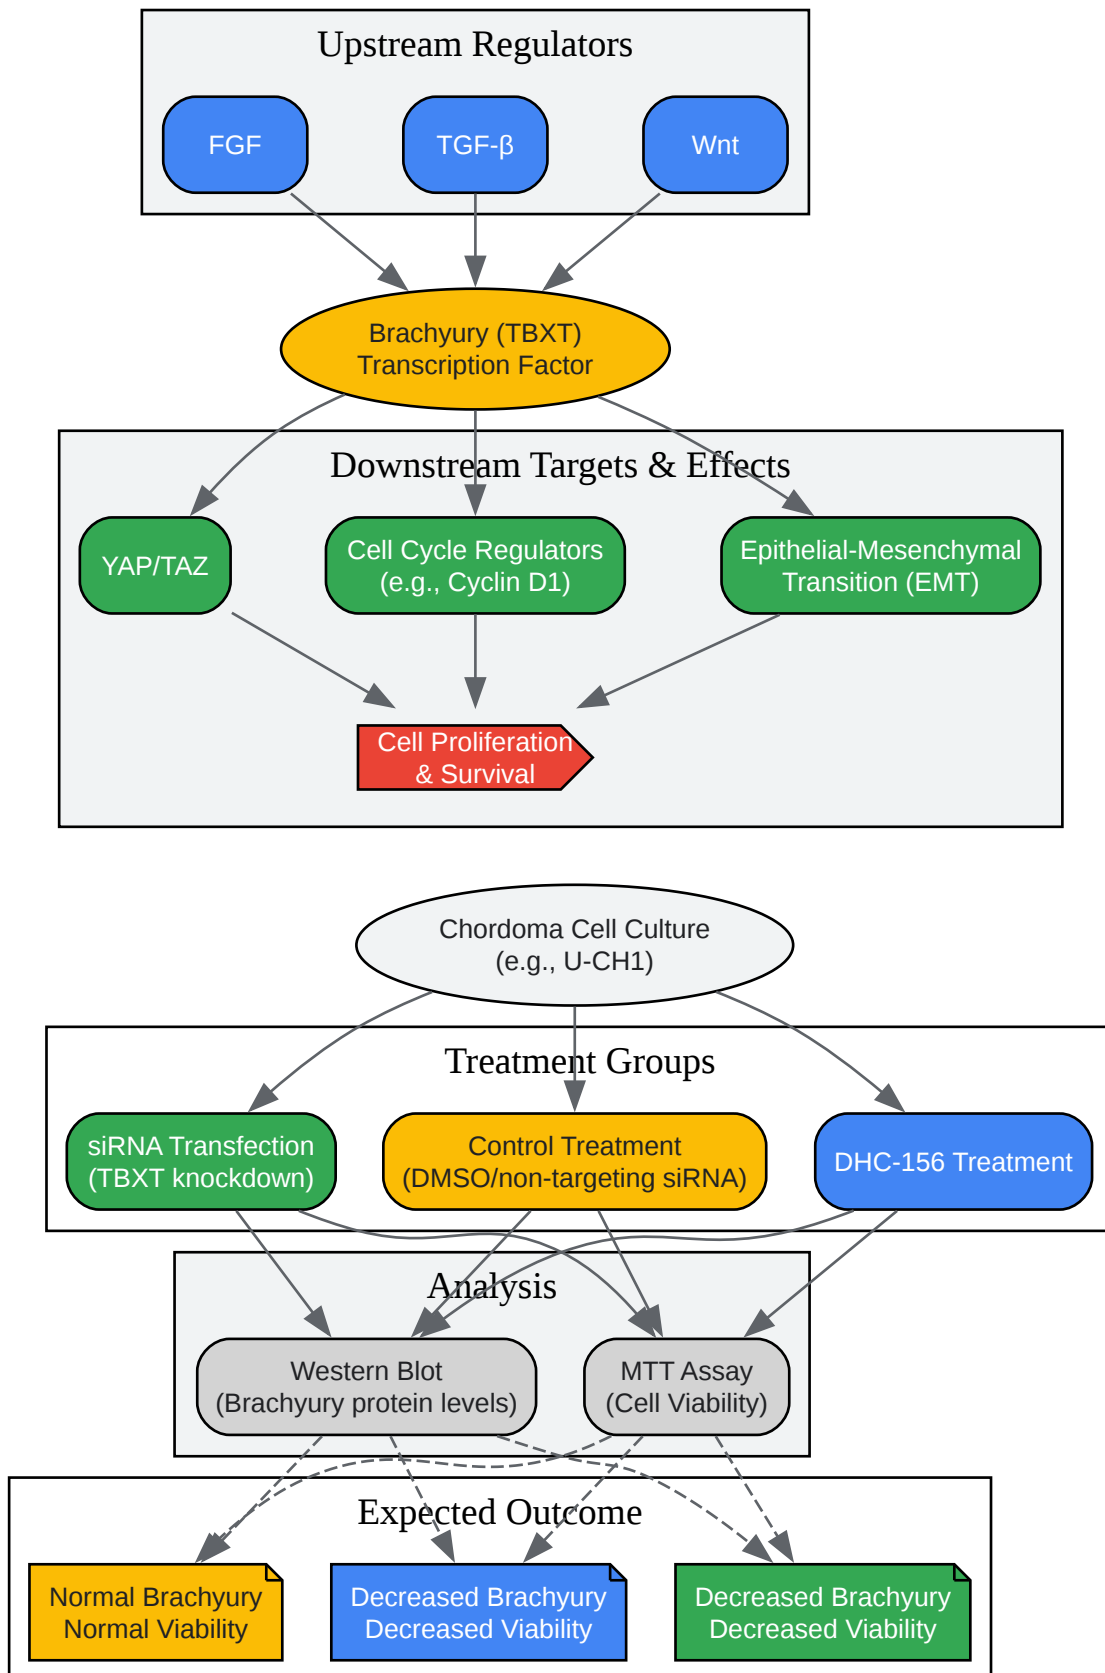 Upstream Regulators
FGF
TGF-β
Wnt
Brachyury (TBXT)
Transcription Factor
Downstream Targets & Effects
YAP/TAZ
Cell Cycle Regulators
(e.g., Cyclin D1)
Epithelial-Mesenchymal
Transition (EMT)
Cell Proliferation
& Survival
Chordoma Cell Culture
(e.g., U-CH1)
Treatment Groups
siRNA Transfection
(TBXT knockdown)
Control Treatment
(DMSO/non-targeting siRNA)
DHC-156 Treatment
Analysis
Western Blot
(Brachyury protein levels)
MTT Assay
(Cell Viability)
Expected Outcome
Normal Brachyury
Normal Viability
Decreased Brachyury
Decreased Viability
Decreased Brachyury
Decreased Viability